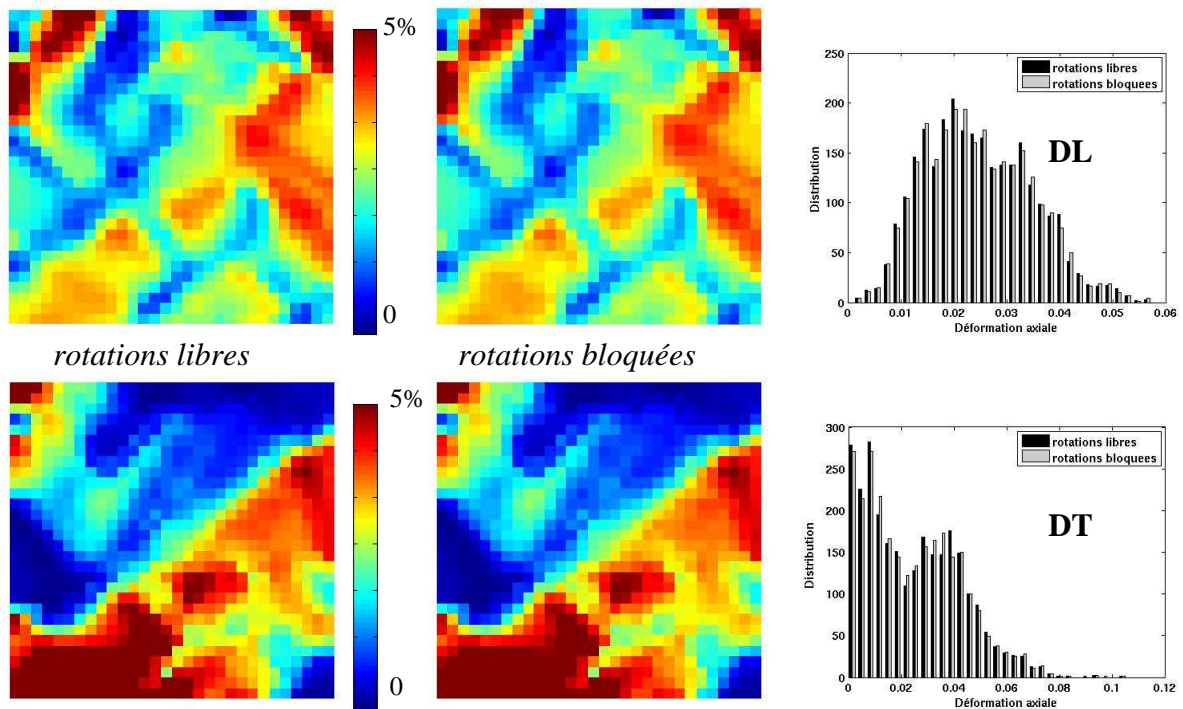 5%
0
rotations libres
rotations bloquées
250
200
150
100
50
0
Distribution
rotations libres
rotations bloquees
DL
0 0.01 0.02 0.03 0.04 0.05 0.06
Déformation axiale
5%
0
300
250
200
150
100
50
0
Distribution
rotations libres
rotations bloquees
DT
0 0.02 0.04 0.06 0.08 0.1 0.12
Déformation axiale